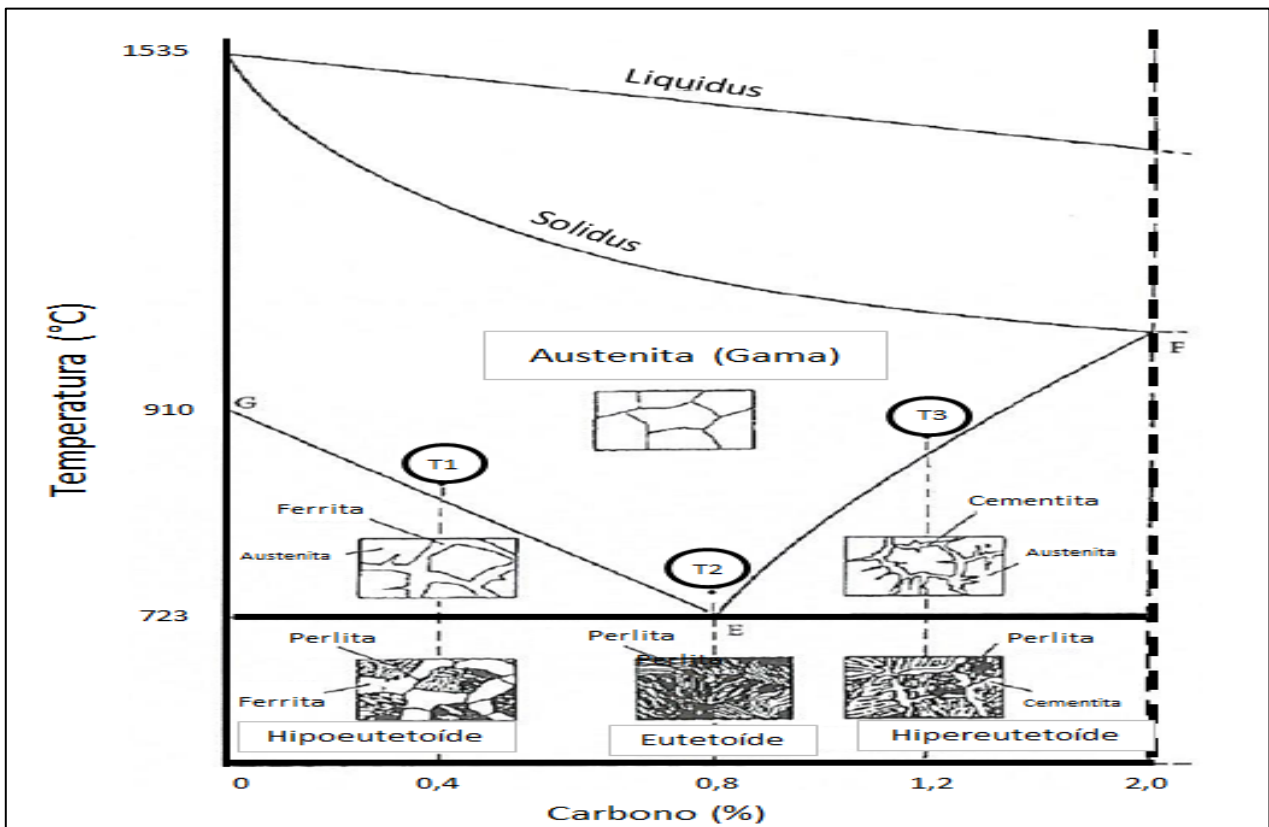 1535
Liquidus
Solidus
Temperatura (°C)
Austenita (Gama)
F
910
G
T3
T1
Ferrita
Cementita
Austenita
Austenita
T2
723
E
Perlita
Perlita
Perlita
Perlita
Ferrita
Cementita
Hipoeutetoíde
Eutetoíde
Hipereutetoíde
0
0,4
0,8
1,2
2,0
Carbono (%)